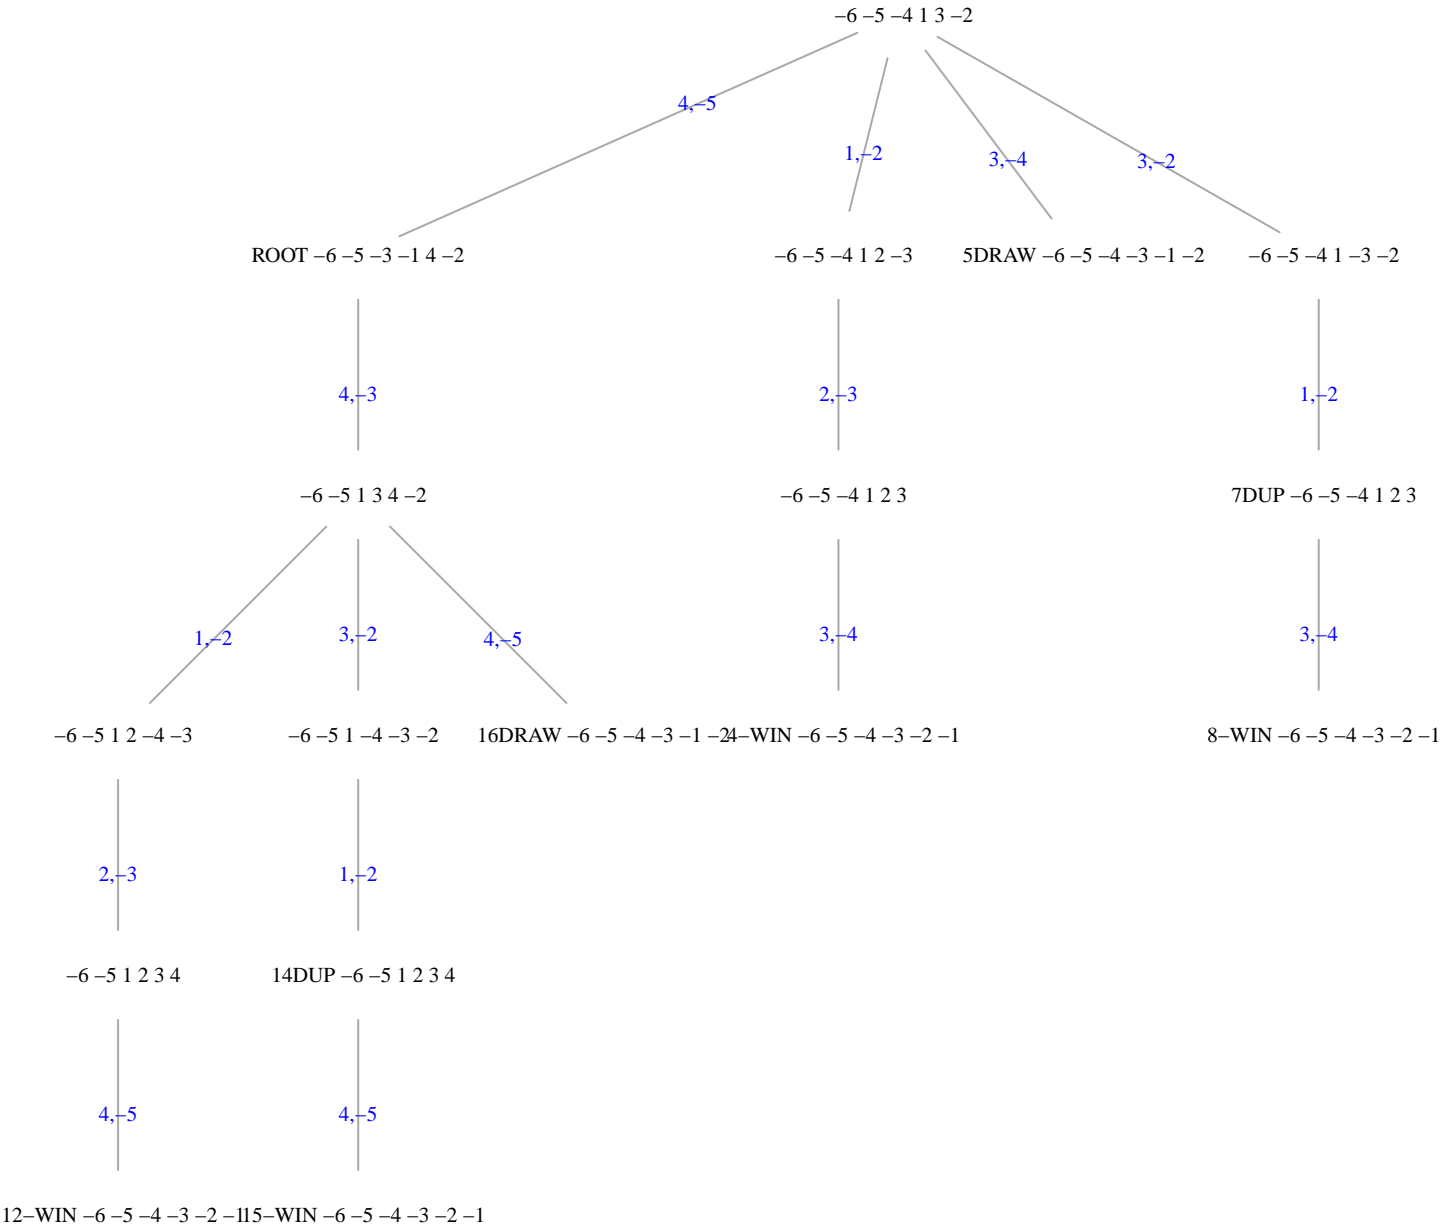 −6 −5 −4 1 3 −2
4,−5
1,−2
3,−4
3,−2
ROOT −6 −5 −3 −1 4 −2
−6 −5 −4 1 2 −3
5DRAW −6 −5 −4 −3 −1 −2
−6 −5 −4 1 −3 −2
4,−3
2,−3
1,−2
−6 −5 1 3 4 −2
−6 −5 −4 1 2 3
7DUP −6 −5 −4 1 2 3
1,−2
3,−2
4,−5
3,−4
3,−4
−6 −5 1 2 −4 −3
−6 −5 1 −4 −3 −2
16DRAW −6 −5 −4 −3 −1 −2
4−WIN −6 −5 −4 −3 −2 −1
8−WIN −6 −5 −4 −3 −2 −1
2,−3
1,−2
−6 −5 1 2 3 4
14DUP −6 −5 1 2 3 4
4,−5
4,−5
12−WIN −6 −5 −4 −3 −2 −1
15−WIN −6 −5 −4 −3 −2 −1